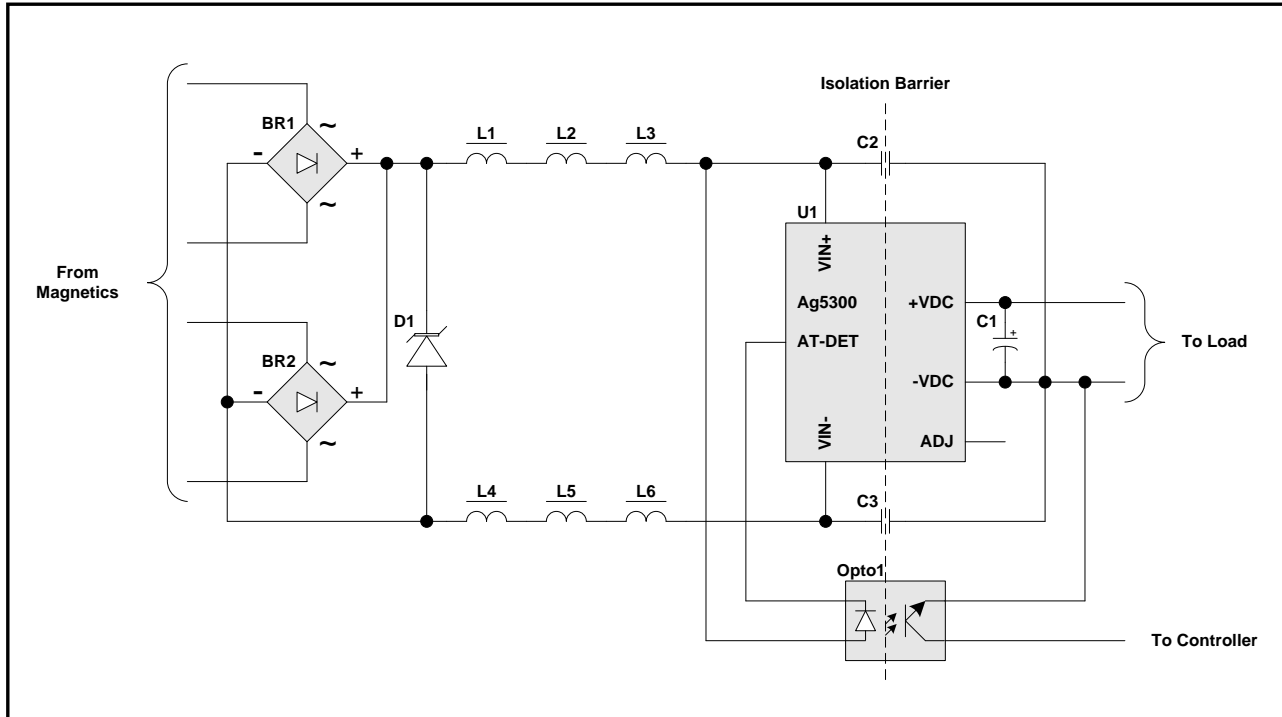 Isolation Barrier
BR1
~
-
+
~
L1
L2
L3
C2
U1
VIN+
Ag5300
+VDC
C1
+
AT-DET
-VDC
VIN-
ADJ
From
Magnetics
To Load
D1
BR2
~
-
+
~
L4
L5
L6
C3
Opto1
To Controller